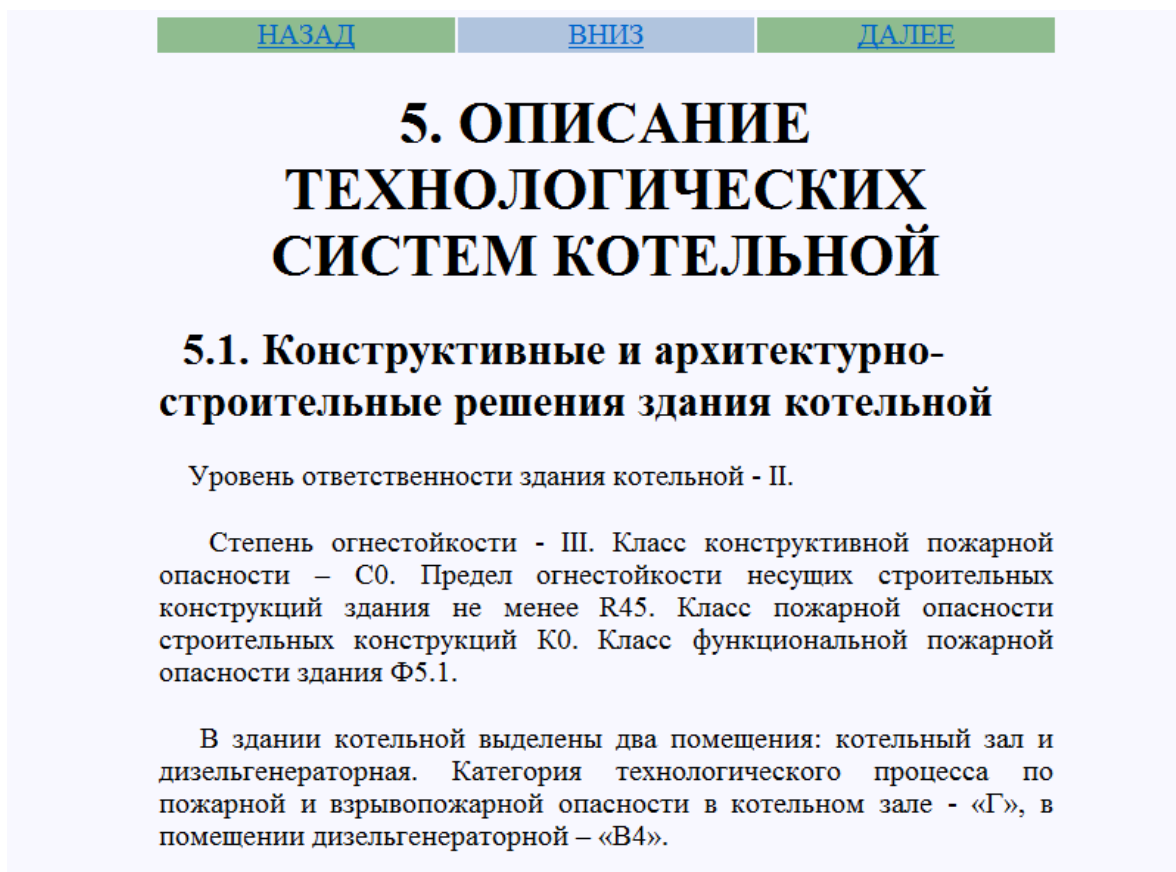 НАЗАД ВНИЗ ДАЛЕЕ
5. ОПИСАНИЕ
ТЕХНОЛОГИЧЕСКИХ
СИСТЕМ КОТЕЛЬНОЙ
5.1. Конструктивные и архитектурно-
строительные решения здания котельной
Уровень ответственности здания котельной - II.
Степень огнестойкости - III. Класс конструктивной пожарной
опасности – С0. Предел огнестойкости несущих строительных
конструкций здания не менее R45. Класс пожарной опасности
строительных конструкций К0. Класс функциональной пожарной
опасности здания Ф5.1.
В здании котельной выделены два помещения: котельный зал и
дизельгенераторная. Категория технологического процесса по
пожарной и взрывопожарной опасности в котельном зале - «Г», в
помещении дизельгенераторной – «В4».